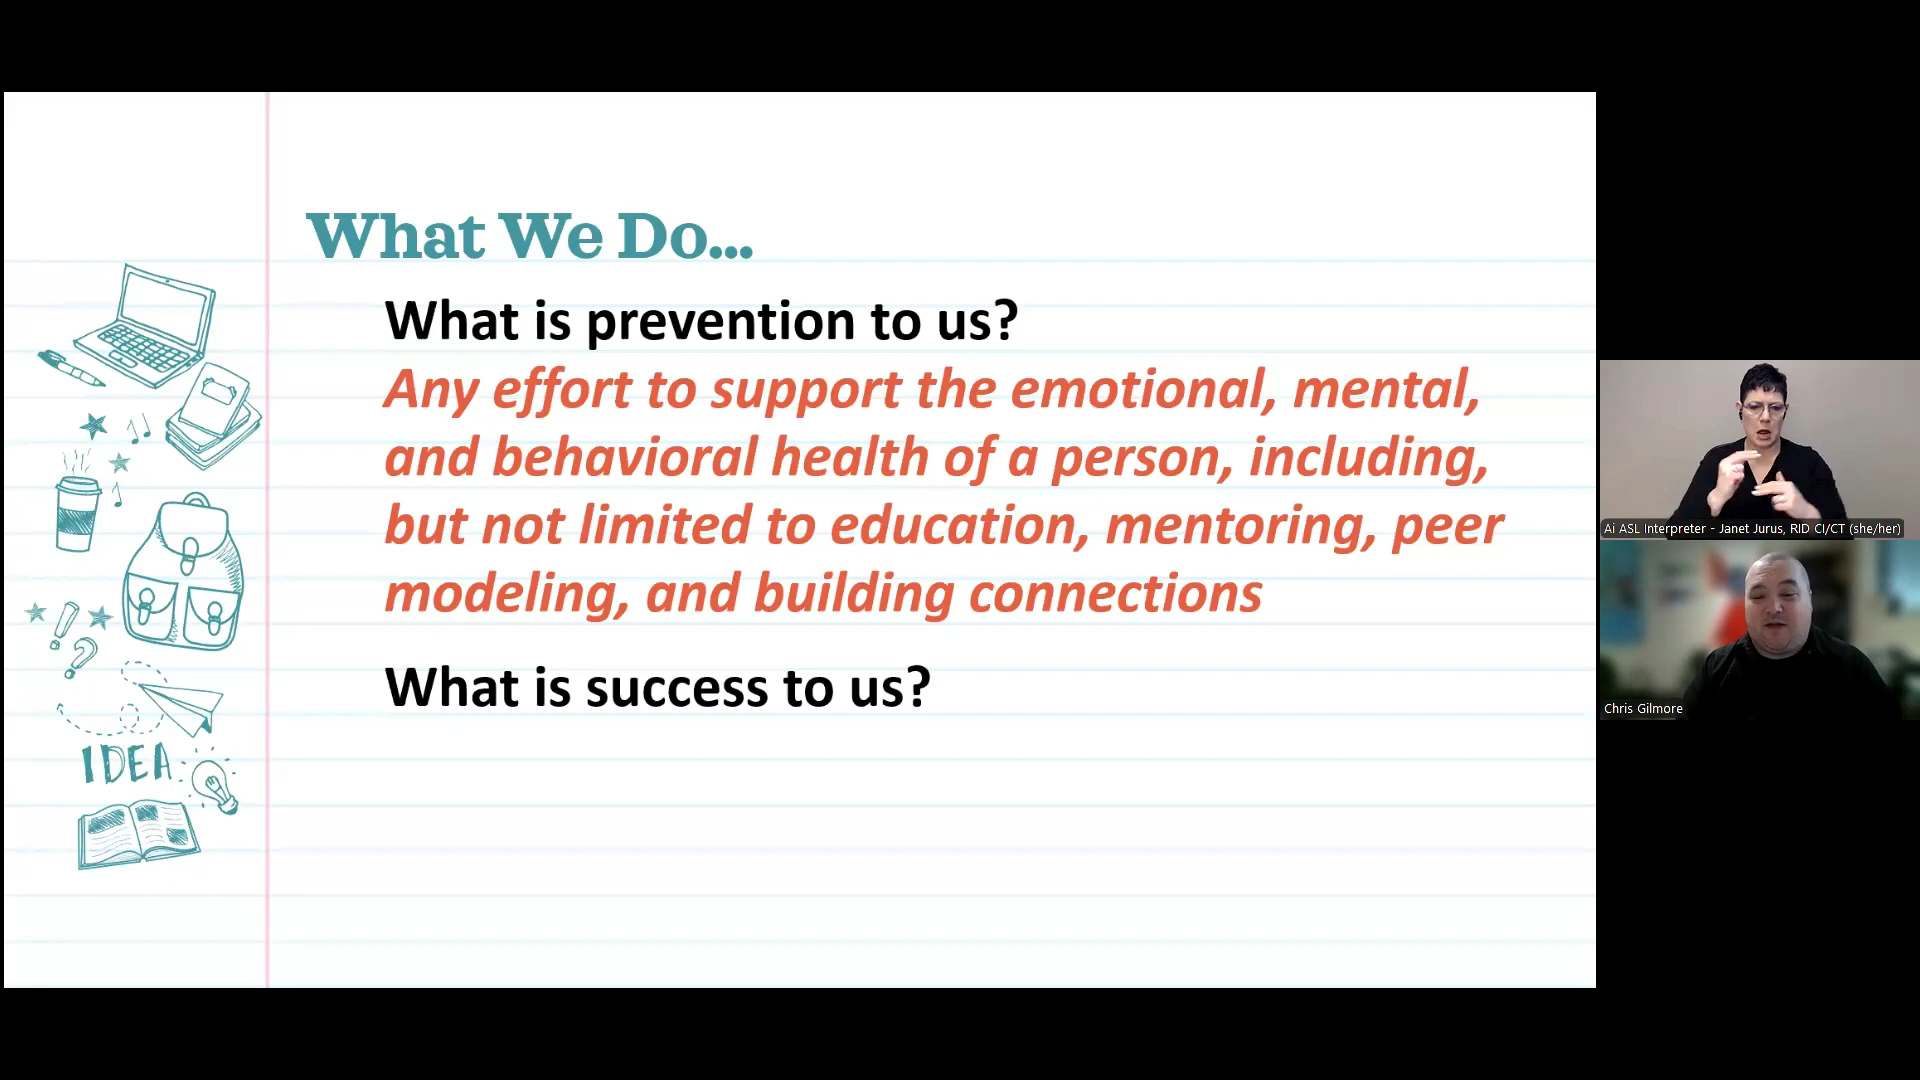 What We Do...
What is prevention to us?
Any effort to support the emotional, mental,
and behavioral health of a person, including,
but not limited to education, mentoring, peer
modeling, and building connections
What is success to us?
IDEA
Ai ASL Interpreter - Janet Jurus, RID CI/CT (she/her)
Chris Gilmore